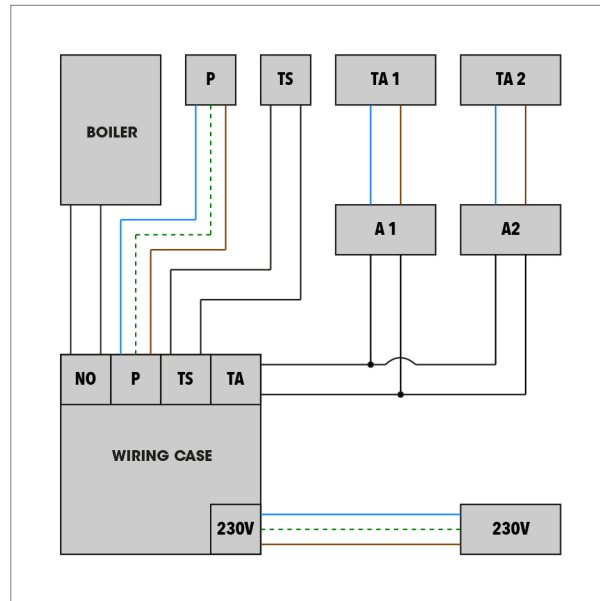 P
TS
TA 1
TA 2
BOILER
A 1
A2
NO
P
TS
TA
WIRING CASE
230V
230V